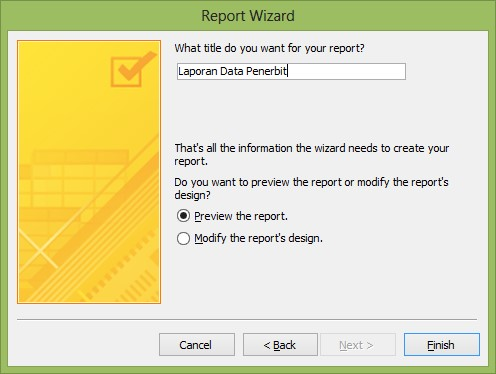 Report Wizard
What title do you want for your report?
Laporan Data Penerbit
That's all the information the wizard needs to create your
report.
Do you want to preview the report or modify the report's
design?
Preview the report.
Modify the report's design.
Cancel
< Back
Next >
Finish